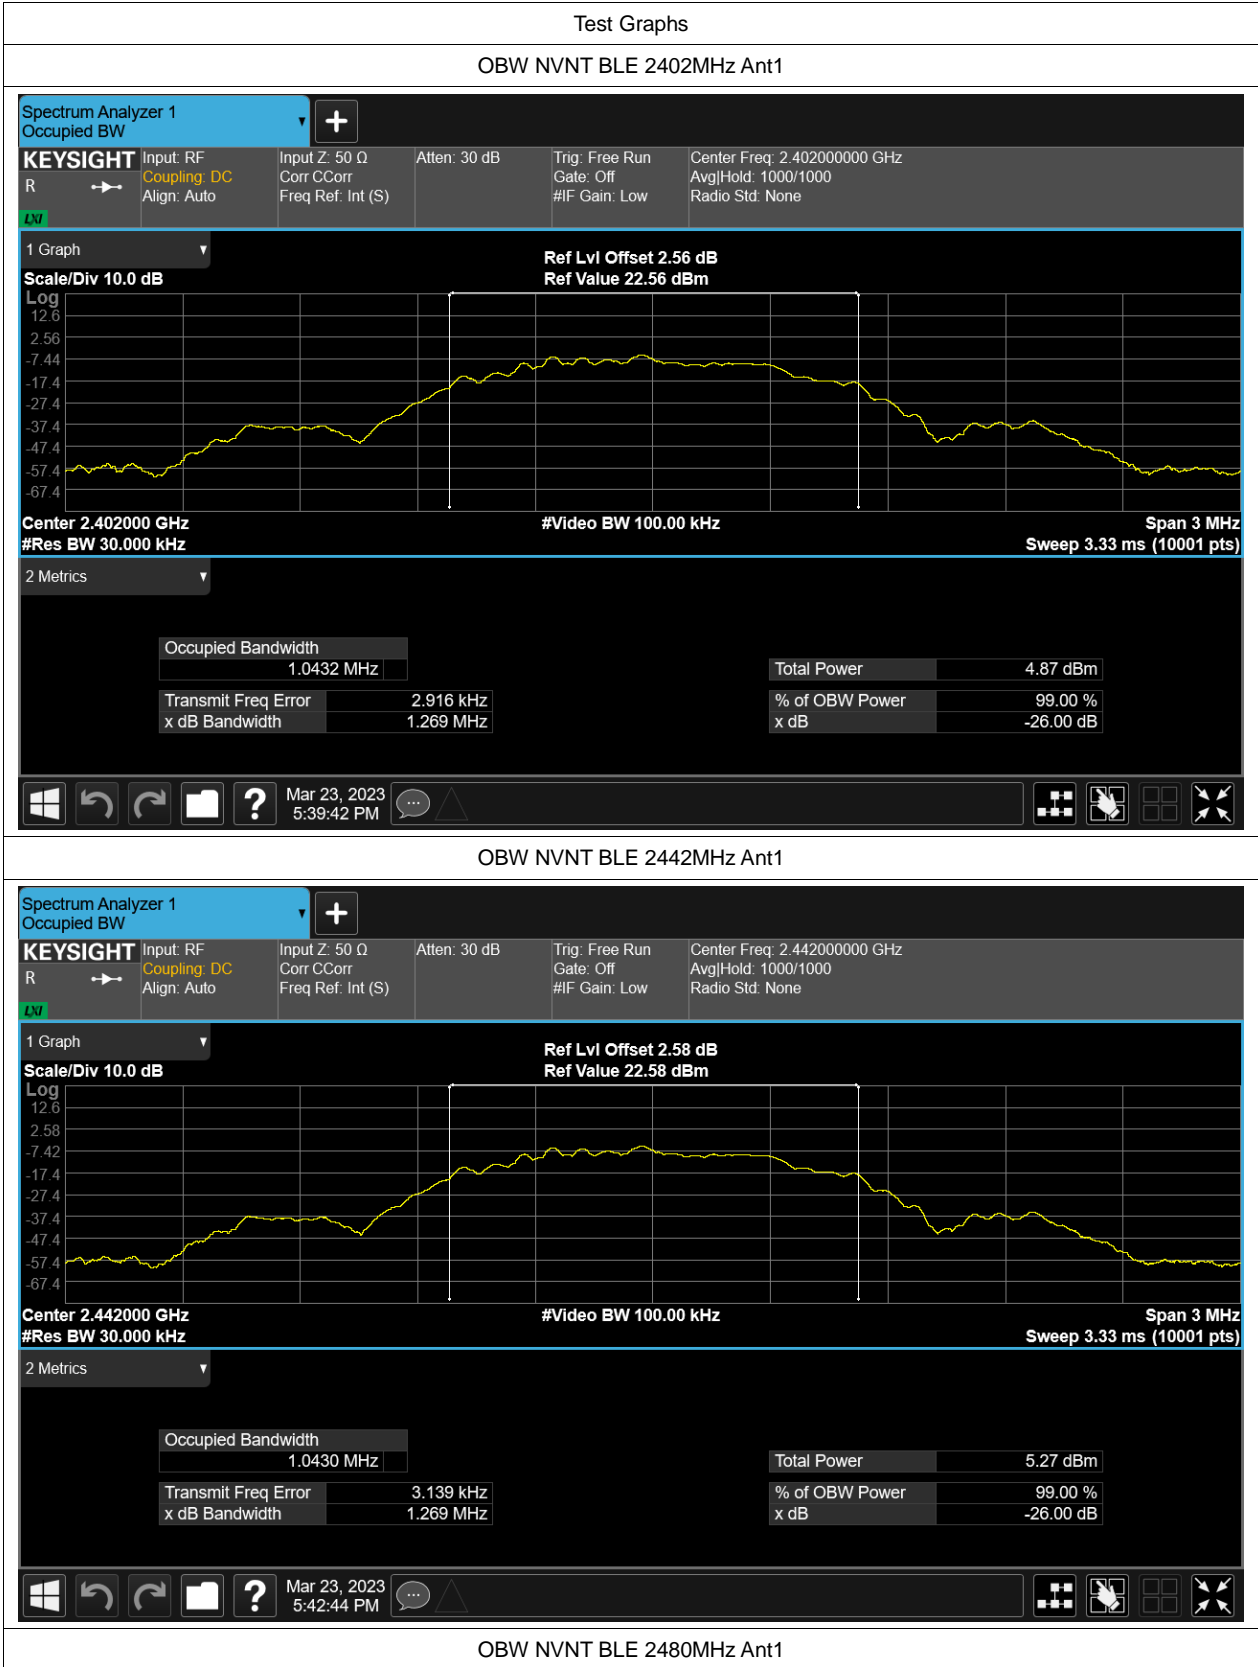 Test Graphs
OBW NVNT BLE 2402MHz Ant1
Spectrum Analyzer 1
Occupied BW
KEYSIGHT Input: RF Input Z: 50 Ω Atten: 30 dB Trig: Free Run Center Freq: 2.402000000 GHz
R Coupling: DC Corr CCorr Gate: Off Avg|Hold: 1000/1000
Align: Auto Freq Ref: Int (S) #IF Gain: Low Radio Std: None
LXI
1 Graph
Ref Lvl Offset 2.56 dB
Scale/Div 10.0 dB Ref Value 22.56 dBm
Log
12.6
2.56
-7.44
-17.4
-27.4
-37.4
-47.4
-57.4
-67.4
Center 2.402000 GHz #Video BW 100.00 kHz Span 3 MHz
#Res BW 30.000 kHz Sweep 3.33 ms (10001 pts)
2 Metrics
Occupied Bandwidth
1.0432 MHz Total Power 4.87 dBm
Transmit Freq Error 2.916 kHz % of OBW Power 99.00 %
x dB Bandwidth 1.269 MHz x dB -26.00 dB
Mar 23, 2023
5:39:42 PM
OBW NVNT BLE 2442MHz Ant1
Spectrum Analyzer 1
Occupied BW
KEYSIGHT Input: RF Input Z: 50 Ω Atten: 30 dB Trig: Free Run Center Freq: 2.442000000 GHz
R Coupling: DC Corr CCorr Gate: Off Avg|Hold: 1000/1000
Align: Auto Freq Ref: Int (S) #IF Gain: Low Radio Std: None
LXI
1 Graph
Ref Lvl Offset 2.58 dB
Scale/Div 10.0 dB Ref Value 22.58 dBm
Log
12.6
2.58
-7.42
-17.4
-27.4
-37.4
-47.4
-57.4
-67.4
Center 2.442000 GHz #Video BW 100.00 kHz Span 3 MHz
#Res BW 30.000 kHz Sweep 3.33 ms (10001 pts)
2 Metrics
Occupied Bandwidth
1.0430 MHz Total Power 5.27 dBm
Transmit Freq Error 3.139 kHz % of OBW Power 99.00 %
x dB Bandwidth 1.269 MHz x dB -26.00 dB
Mar 23, 2023
5:42:44 PM
OBW NVNT BLE 2480MHz Ant1